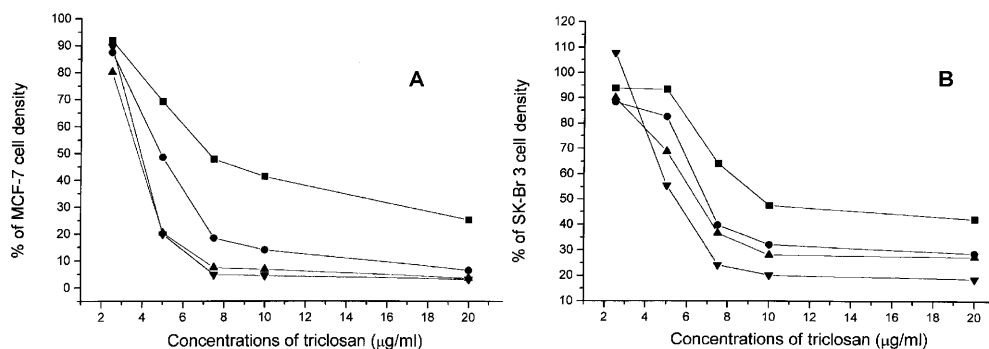 100
90
80
70
60
50
40
30
20
10
0
% of MCF-7 cell density
A
2 4 6 8 10 12 14 16 18 20
Concentrations of triclosan (μg/ml)
120
110
100
90
80
70
60
50
40
30
20
10
% of SK-Br 3 cell density
B
2 4 6 8 10 12 14 16 18 20
Concentrations of triclosan (μg/ml)